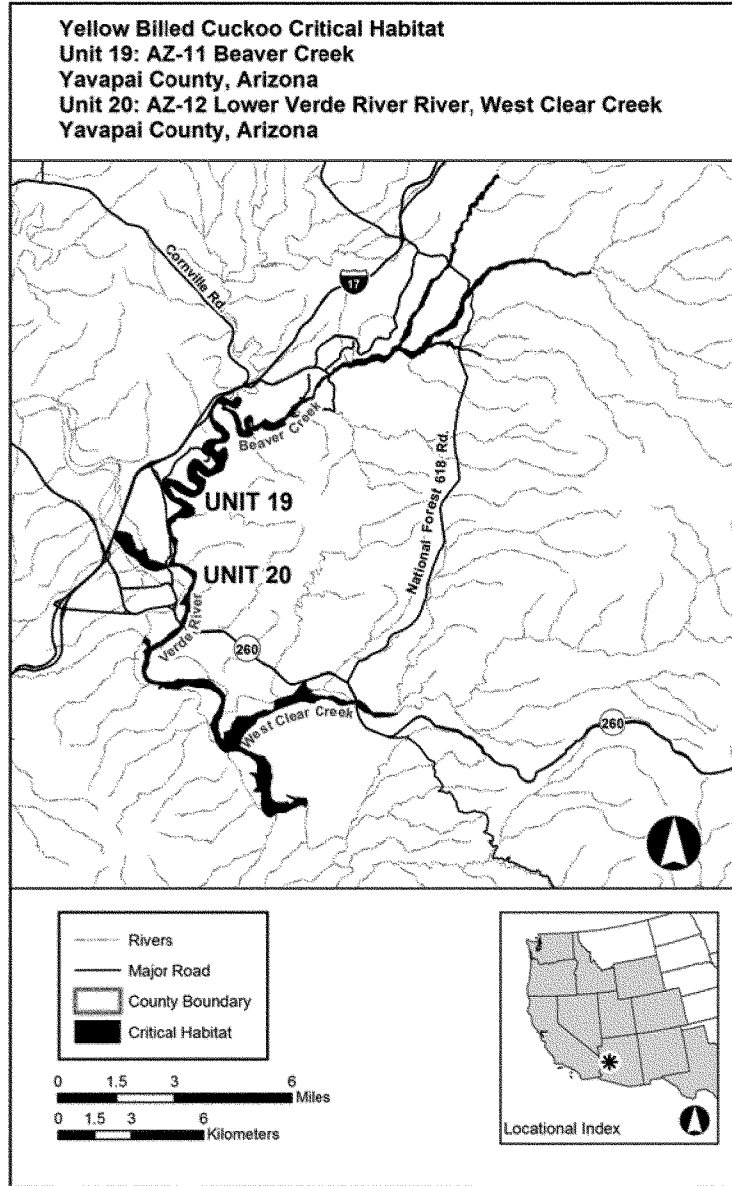 Yellow Billed Cuckoo Critical Habitat
Unit 19: AZ-11 Beaver Creek
Yavapai County, Arizona
Unit 20: AZ-12 Lower Verde River River, West Clear Creek
Yavapai County, Arizona
Cornville Rd.
17
Beaver Creek
National Forest 618 Rd.
UNIT 19
UNIT 20
Verde River
260
West Clear Creek
260
Rivers
Major Road
County Boundary
Critical Habitat
0 1.5 3 6
Miles
0 1.5 3 6
Kilometers
Locational Index